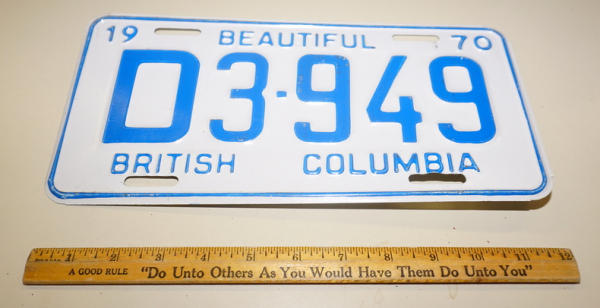 19 BEAUTIFUL 70
D3-949
BRITISH COLUMBIA
1 2 3 4 5 6 7 8 9 10 11 12
A GOOD RULE "Do Unto Others As You Would Have Them Do Unto You"